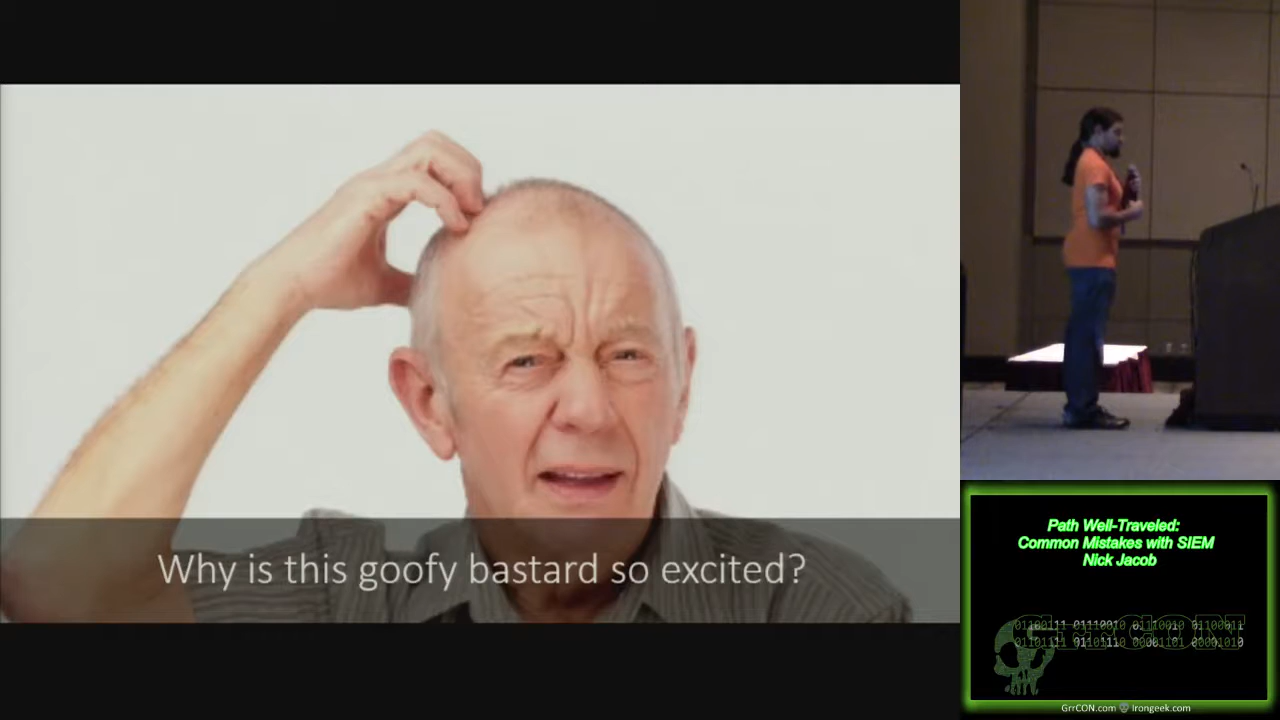 Why is this goofy bastard so excited?
Path Well-Traveled:
Common Mistakes with SIEM
Nick Jacob
GrrCON
GrrCON.com Irongeek.com